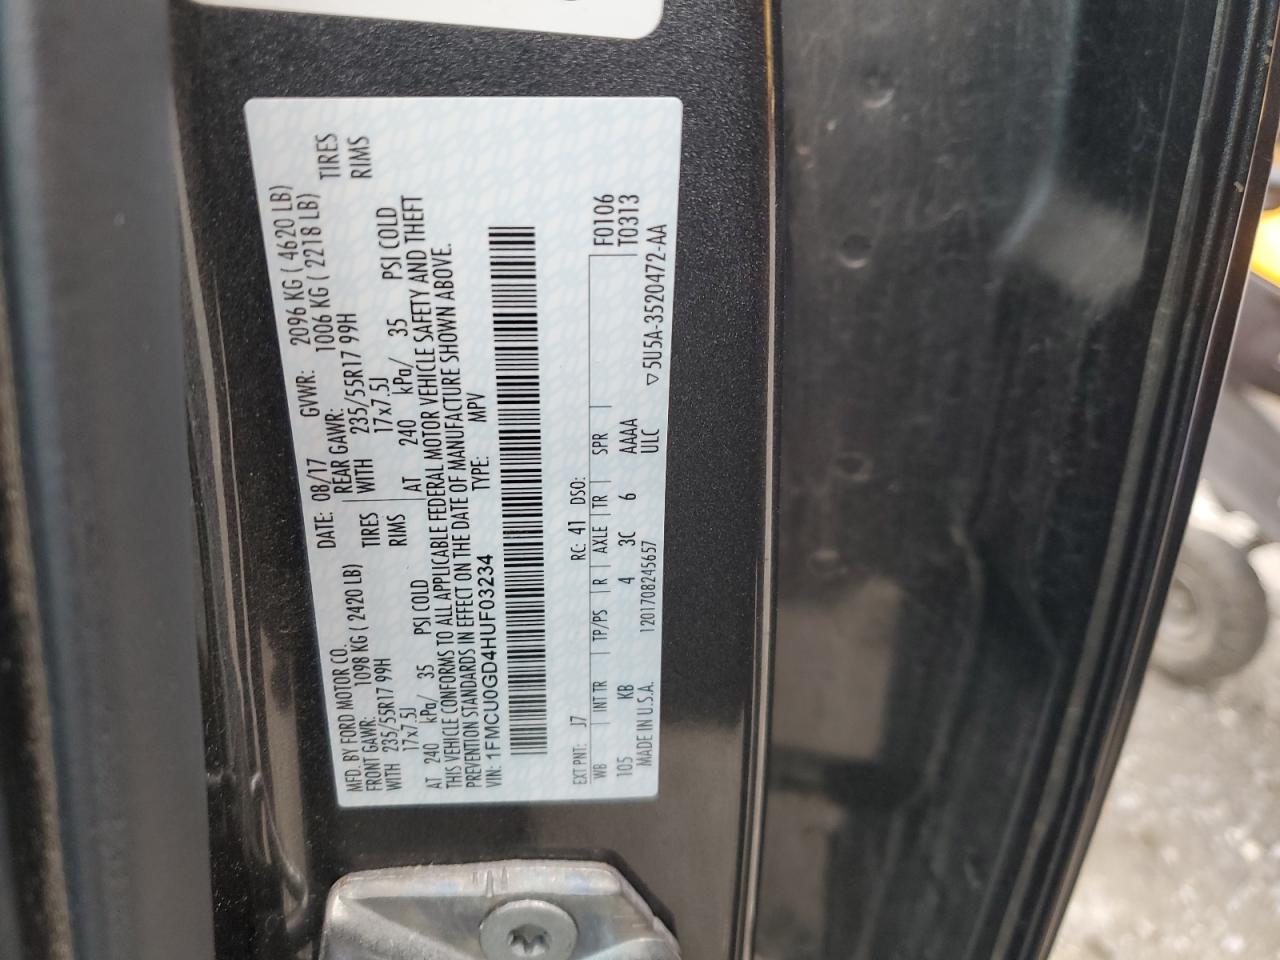 MFD. BY FORD MOTOR CO. DATE: 08/17 GVWR: 2096 KG ( 4620 LB)
FRONT GAWR: 1098 KG ( 2420 LB) REAR GAWR: 1006 KG ( 2218 LB)
WITH 235/55R17 99H TIRES WITH 235/55R17 99H TIRES
17x7.5J RIMS 17x7.5J RIMS
AT 240 kPa/ 35 PSI COLD AT 240 kPa/ 35 PSI COLD
THIS VEHICLE CONFORMS TO ALL APPLICABLE FEDERAL MOTOR VEHICLE SAFETY AND THEFT
PREVENTION STANDARDS IN EFFECT ON THE DATE OF MANUFACTURE SHOWN ABOVE.
VIN: 1FMCU0GD4HUF03234 TYPE: MPV
EXT PNT: J7 RC: 41 DSO:
WB | INT TR | TP/PS | R | AXLE | TR | SPR | F0106
105 KB 4 3C 6 AAAA T0313
MADE IN U.S.A. 1201708245657 ULC ▽5U5A-3520472-AA